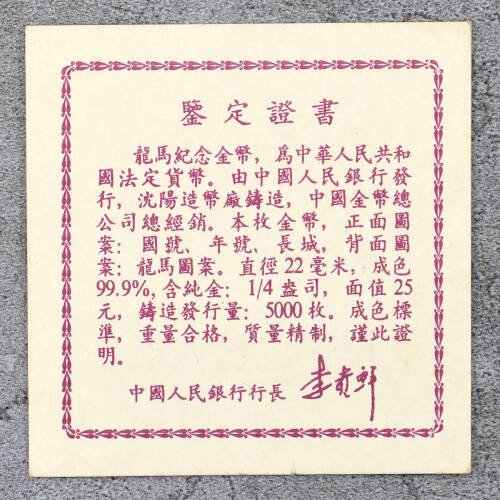 鑒定證書
龍馬紀念金幣，爲中華人民共和
國法定貨幣。由中國人民銀行發
行，沈陽造幣廠鑄造，中國金幣總
公司總經銷。本枚金幣，正面圖
案：國號、年號、長城，背面圖
案：龍馬圖案。直徑22毫米，成色
99.9%，含純金：1/4盎司，面值25
元，鑄造發行量：5000枚。成色標
準，重量合格，質量精制，謹此證
明。
中國人民銀行行長 李貴鲜